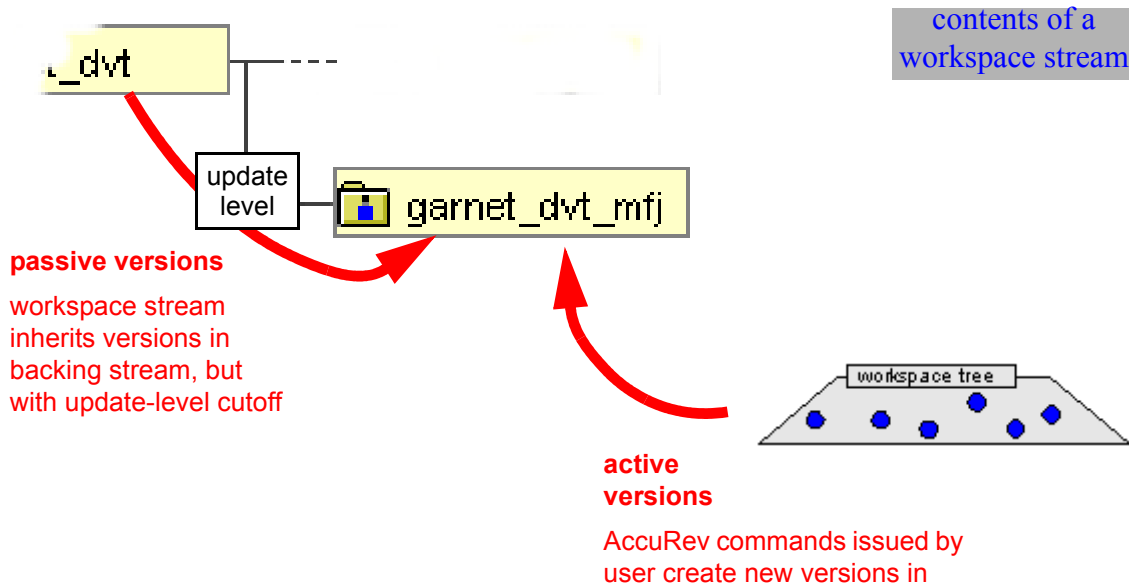 contents of a
workspace stream
t_dvt
update
level
garnet_dvt_mfj
passive versions
workspace stream
inherits versions in
backing stream, but
with update-level cutoff
workspace tree
active
versions
AccuRev commands issued by
user create new versions in